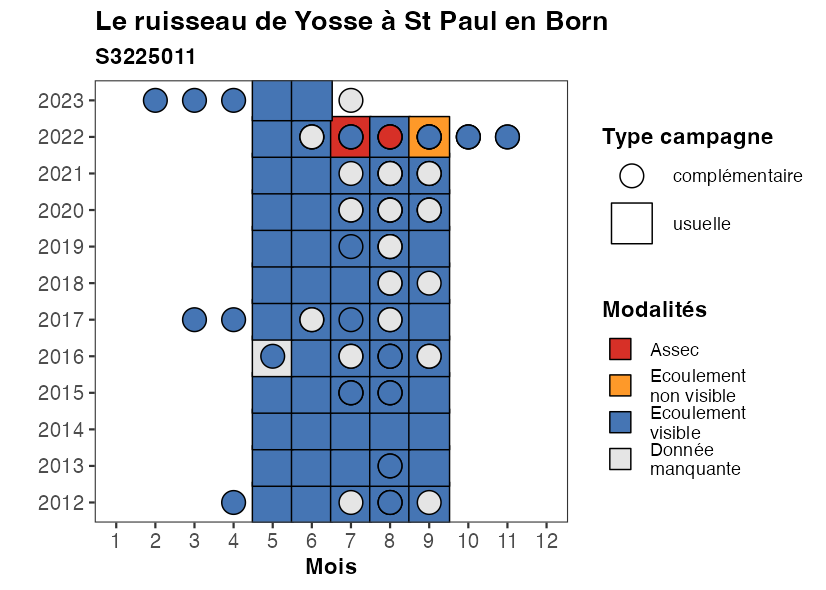 Le ruisseau de Yosse à St Paul en Born
S3225011
2023
2022
2021
2020
2019
2018
2017
2016
2015
2014
2013
2012
1 2 3 4 5 6 7 8 9 10 11 12
Mois
Type campagne
complémentaire
usuelle
Modalités
Assec
Ecoulement
non visible
Ecoulement
visible
Donnée
manquante